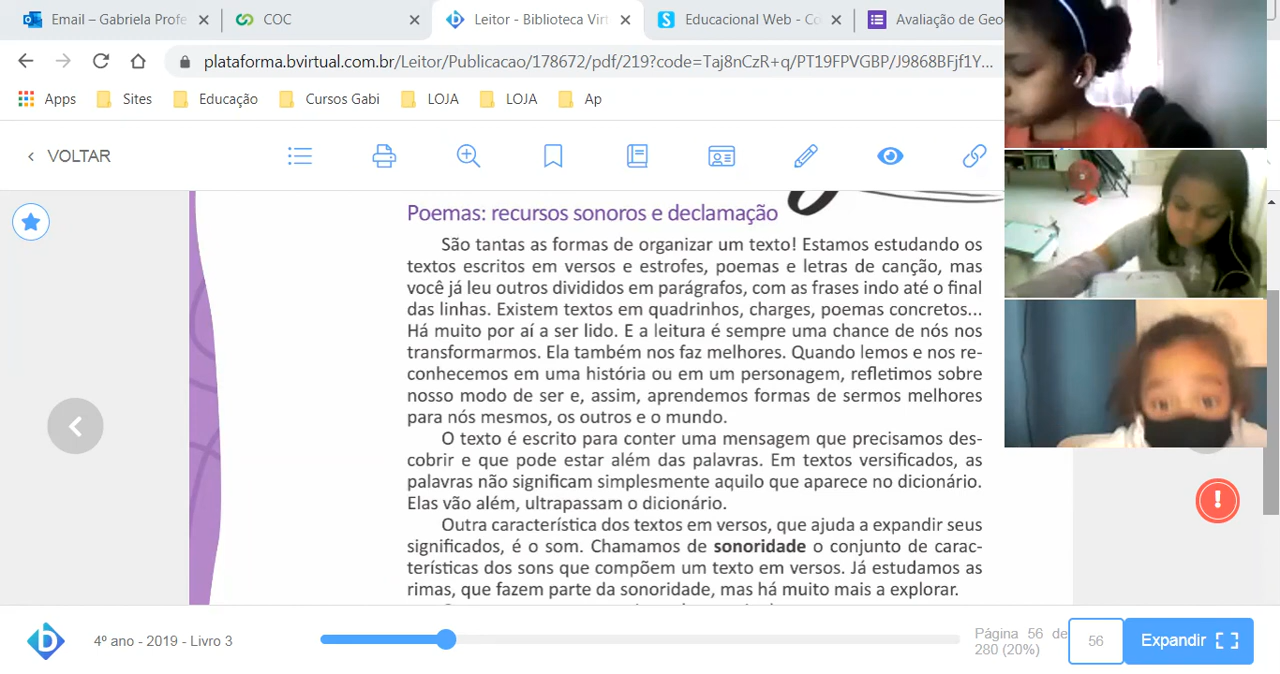 Email – Gabriela Profe
COC
Leitor - Biblioteca Virt
Educacional Web - Co
Avaliação de Geo
plataforma.bvirtual.com.br/Leitor/Publicacao/178672/pdf/219?code=Taj8nCzR+q/PT19FPVGBP/J9868BFjf1Y...
Apps
Sites
Educação
Cursos Gabi
LOJA
LOJA
Ap
VOLTAR
Poemas: recursos sonoros e declamação
São tantas as formas de organizar um texto! Estamos estudando os
textos escritos em versos e estrofes, poemas e letras de canção, mas
você já leu outros divididos em parágrafos, com as frases indo até o final
das linhas. Existem textos em quadrinhos, charges, poemas concretos...
Há muito por aí a ser lido. E a leitura é sempre uma chance de nós nos
transformarmos. Ela também nos faz melhores. Quando lemos e nos re-
conhecemos em uma história ou em um personagem, refletimos sobre
nosso modo de ser e, assim, aprendemos formas de sermos melhores
para nós mesmos, os outros e o mundo.
O texto é escrito para conter uma mensagem que precisamos des-
cobrir e que pode estar além das palavras. Em textos versificados, as
palavras não significam simplesmente aquilo que aparece no dicionário.
Elas vão além, ultrapassam o dicionário.
Outra característica dos textos em versos, que ajuda a expandir seus
significados, é o som. Chamamos de sonoridade o conjunto de carac-
terísticas dos sons que compõem um texto em versos. Já estudamos as
rimas, que fazem parte da sonoridade, mas há muito mais a explorar.
4º ano - 2019 - Livro 3
Página 56 de
280 (20%)
56
Expandir